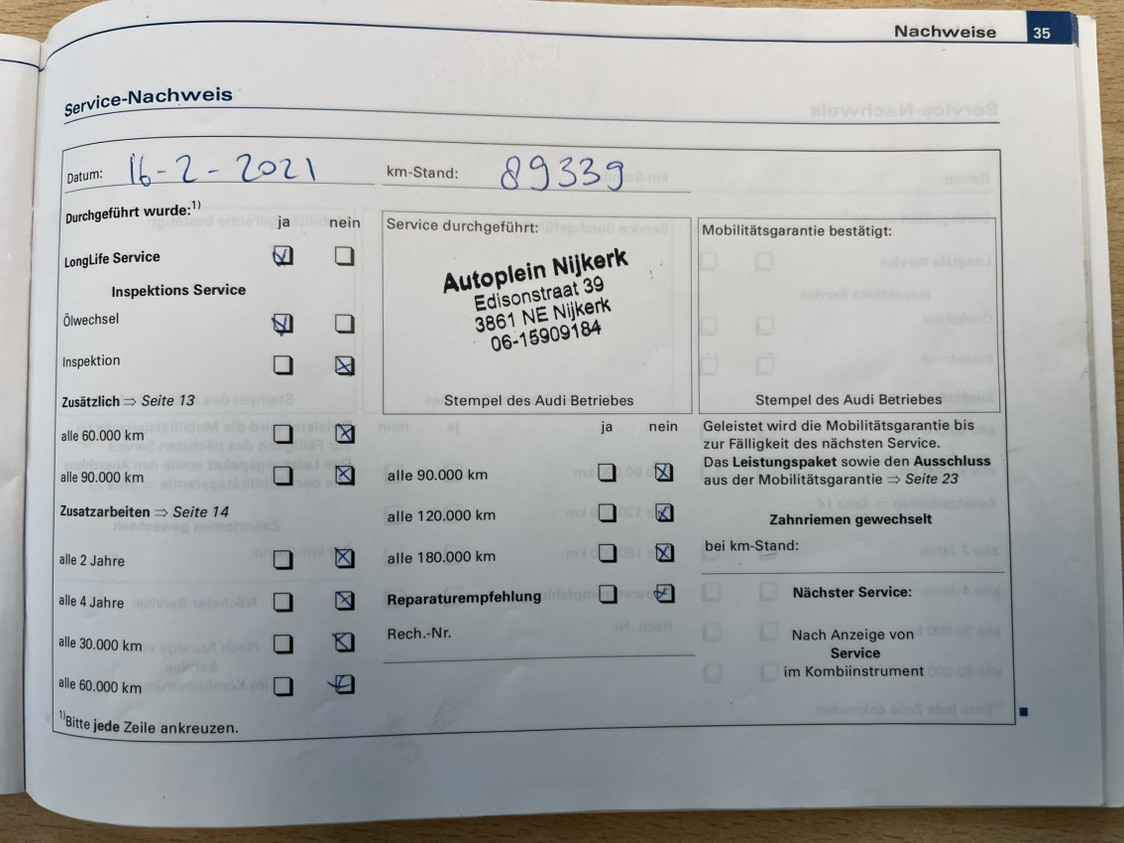 Nachweise 35
Service-Nachweis
Datum: 16-2-2021 km-Stand: 89339
Durchgeführt wurde:1)
ja nein
LongLife Service
Inspektions Service
Ölwechsel
Inspektion
Zusätzlich ⇒ Seite 13
alle 60.000 km
alle 90.000 km
Zusatzarbeiten ⇒ Seite 14
alle 2 Jahre
alle 4 Jahre
alle 30.000 km
alle 60.000 km
1)Bitte jede Zeile ankreuzen.
Service durchgeführt:
Autoplein Nijkerk
Edisonstraat 39
3861 NE Nijkerk
06-15909184
Stempel des Audi Betriebes
ja nein
alle 90.000 km
alle 120.000 km
alle 180.000 km
Reparaturempfehlung
Rech.-Nr.
Mobilitätsgarantie bestätigt:
Stempel des Audi Betriebes
Geleistet wird die Mobilitätsgarantie bis
zur Fälligkeit des nächsten Service.
Das Leistungspaket sowie den Ausschluss
aus der Mobilitätsgarantie ⇒ Seite 23
Zahnriemen gewechselt
bei km-Stand:
Nächster Service:
Nach Anzeige von
Service
im Kombiinstrument